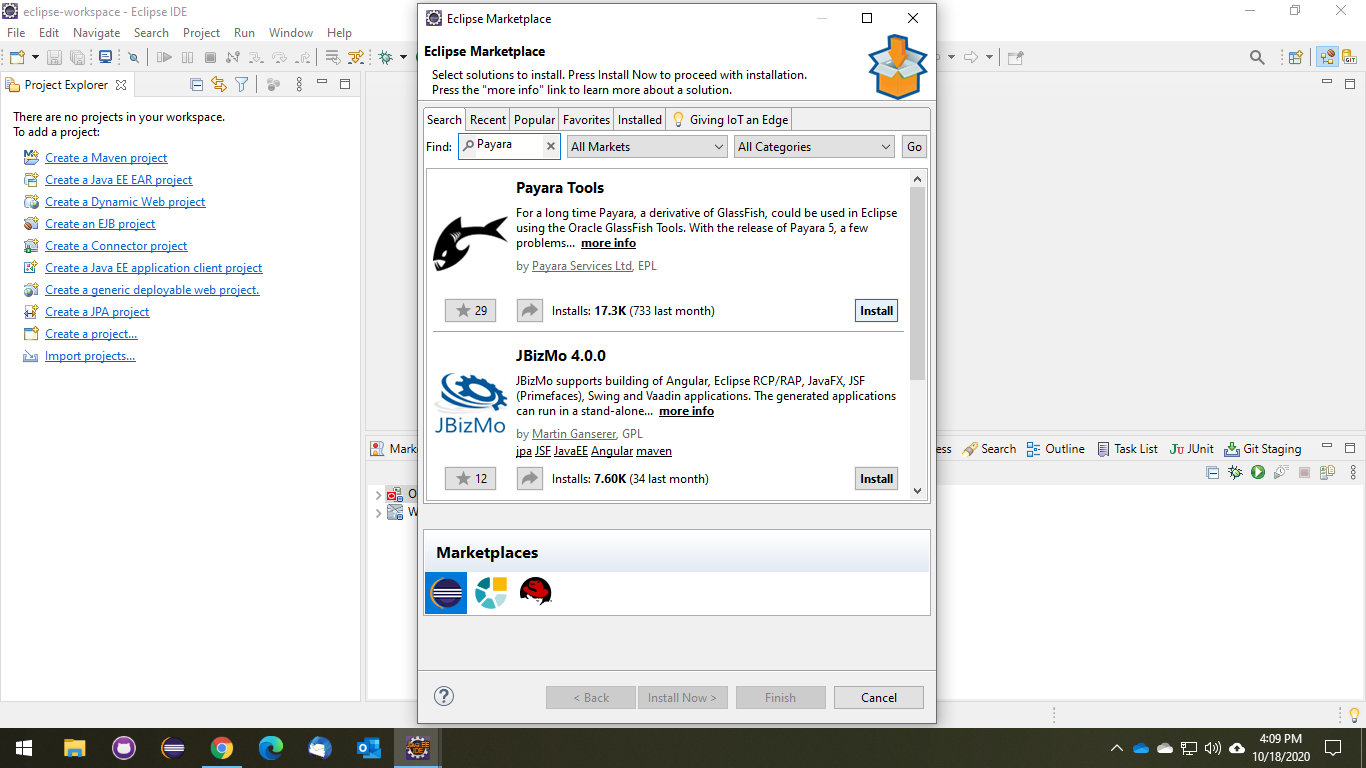 eclipse-workspace - Eclipse IDE
File Edit Navigate Search Project Run Window Help
Project Explorer
There are no projects in your workspace.
To add a project:
Create a Maven project
Create a Java EE EAR project
Create a Dynamic Web project
Create an EJB project
Create a Connector project
Create a Java EE application client project
Create a generic deployable web project.
Create a JPA project
Create a project...
Import projects...
Eclipse Marketplace
Eclipse Marketplace
Select solutions to install. Press Install Now to proceed with installation.
Press the "more info" link to learn more about a solution.
Search Recent Popular Favorites Installed Giving IoT an Edge
Find: Payara All Markets All Categories Go
Payara Tools
For a long time Payara, a derivative of GlassFish, could be used in Eclipse
using the Oracle GlassFish Tools. With the release of Payara 5, a few
problems... more info
by Payara Services Ltd, EPL
29 Installs: 17.3K (733 last month) Install
JBizMo 4.0.0
JBizMo supports building of Angular, Eclipse RCP/RAP, JavaFX, JSF
(Primefaces), Swing and Vaadin applications. The generated applications
can run in a stand-alone... more info
JBizMo
by Martin Ganserer, GPL
jpa JSF JavaEE Angular maven
12 Installs: 7.60K (34 last month) Install
Marketplaces
< Back Install Now > Finish Cancel
Mark
ess Search Outline Task List JUnit Git Staging
O
W
GIT
JAVA EE
IDE
4:09 PM
10/18/2020